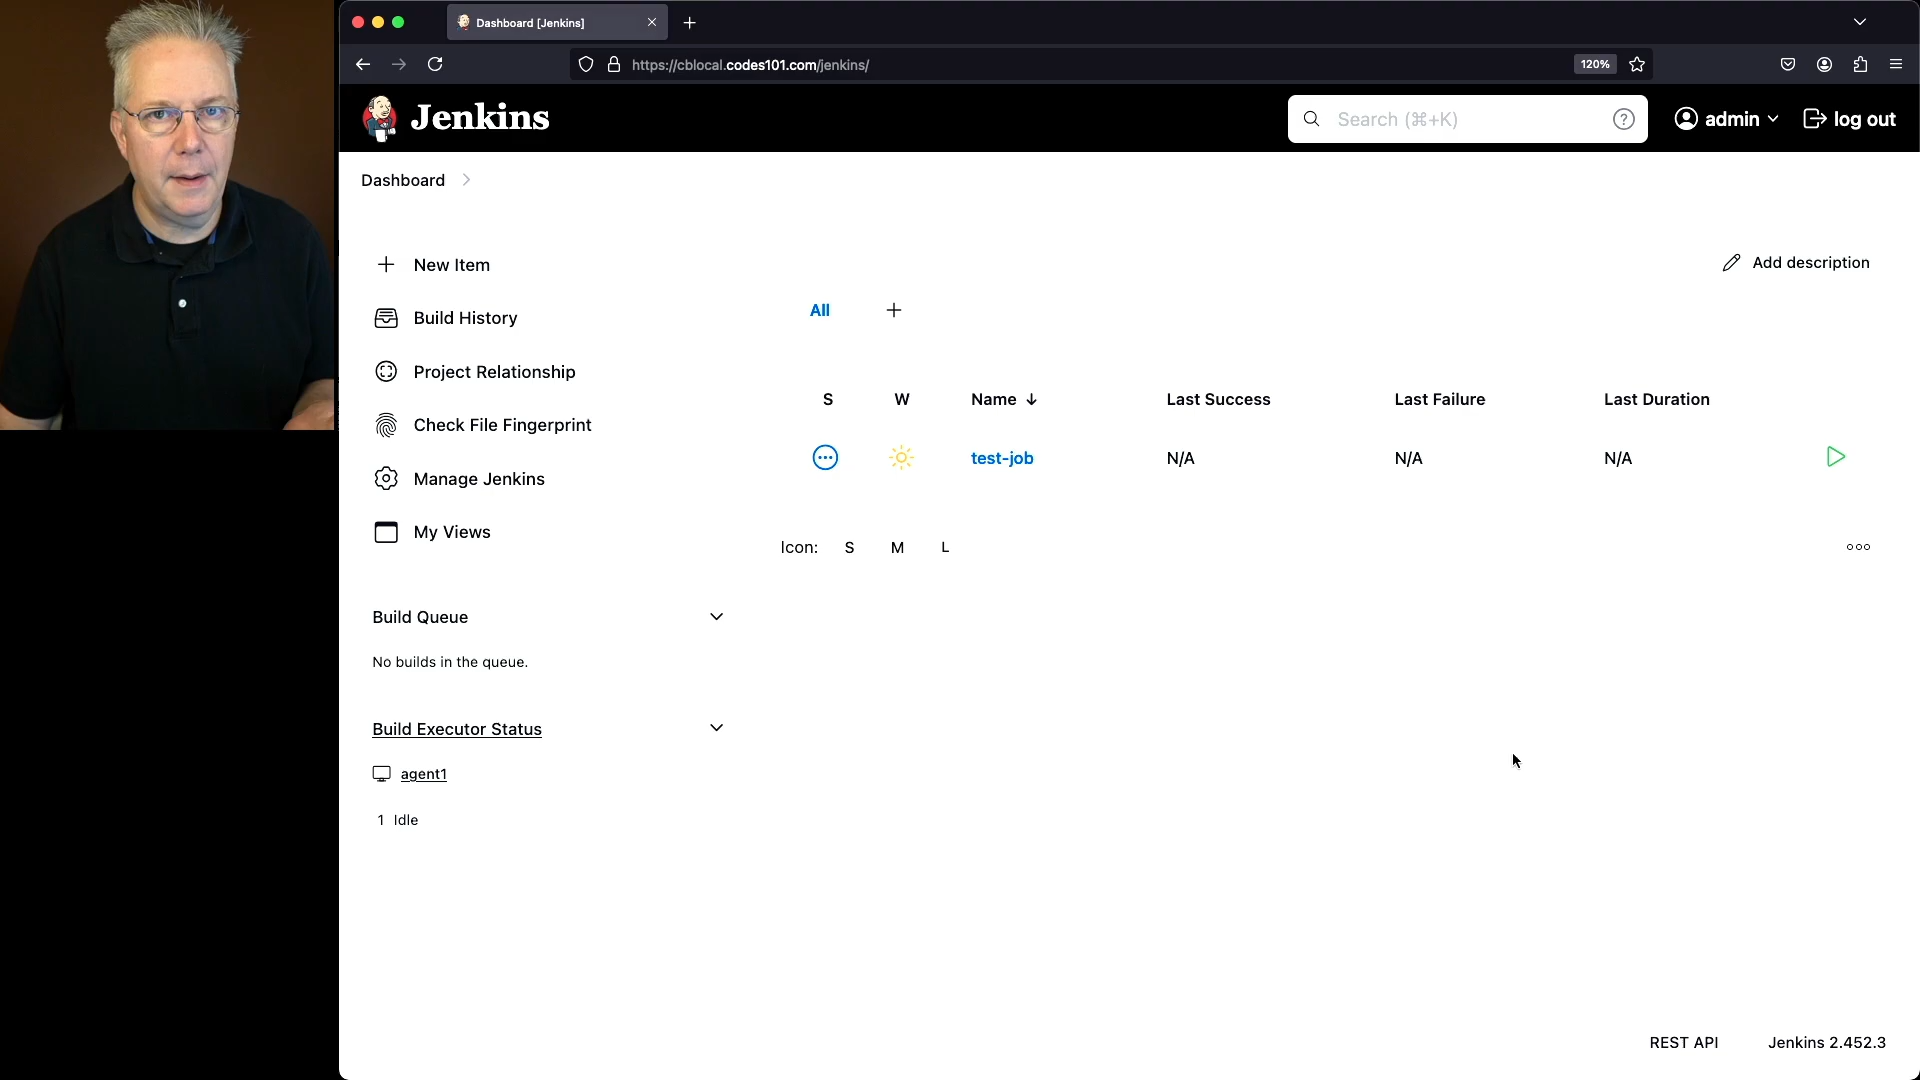 Dashboard [Jenkins]
https://cblocal.codes101.com/jenkins/
120%
Jenkins
Search (⌘+K)
?
admin
log out
Dashboard
New Item
Build History
Project Relationship
Check File Fingerprint
Manage Jenkins
My Views
Build Queue
No builds in the queue.
Build Executor Status
agent1
1 Idle
Add description
All +
S W Name ↓ Last Success Last Failure Last Duration
test-job N/A N/A N/A
Icon: S M L
REST API Jenkins 2.452.3